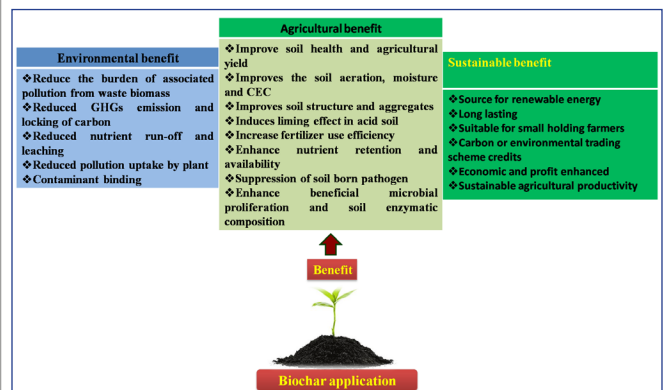 Environmental benefit
❖Reduce the burden of associated
pollution from waste biomass
❖Reduced GHGs emission and
locking of carbon
❖Reduced nutrient run-off and
leaching
❖Reduced pollution uptake by plant
❖Contaminant binding
Agricultural benefit
❖Improve soil health and agricultural
yield
❖Improves the soil aeration, moisture
and CEC
❖Improves soil structure and aggregates
❖Induces liming effect in acid soil
❖Increase fertilizer use efficiency
❖Enhance nutrient retention and
availability
❖Suppression of soil born pathogen
❖Enhance beneficial microbial
proliferation and soil enzymatic
composition
Sustainable benefit
❖Source for renewable energy
❖Long lasting
❖Suitable for small holding farmers
❖Carbon or environmental trading
scheme credits
❖Economic and profit enhanced
❖Sustainable agricultural productivity
Benefit
Biochar application